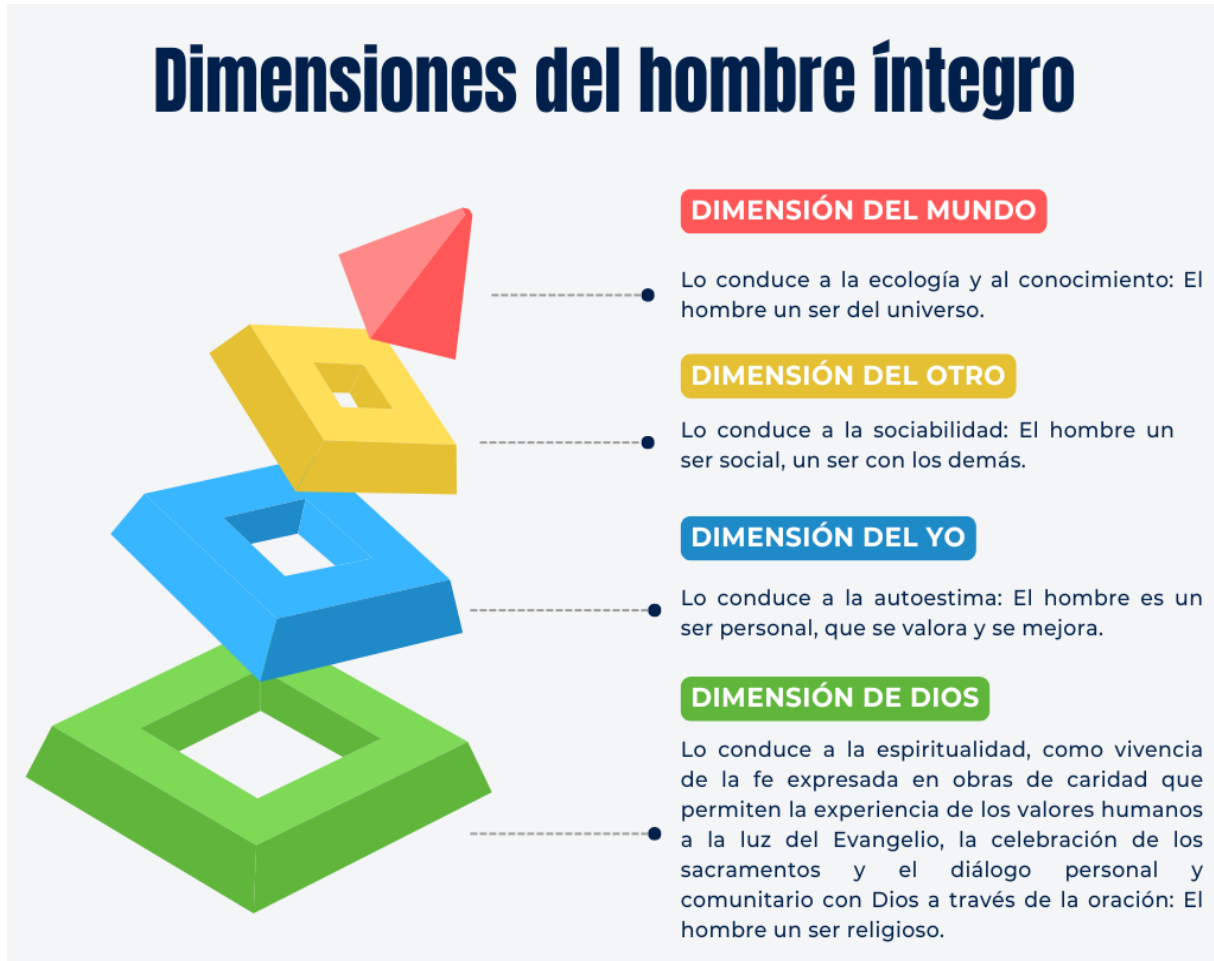 Dimensiones del hombre íntegro
DIMENSIÓN DEL MUNDO
Lo conduce a la ecología y al conocimiento: El
hombre un ser del universo.
DIMENSIÓN DEL OTRO
Lo conduce a la sociabilidad: El hombre un
ser social, un ser con los demás.
DIMENSIÓN DEL YO
Lo conduce a la autoestima: El hombre es un
ser personal, que se valora y se mejora.
DIMENSIÓN DE DIOS
Lo conduce a la espiritualidad, como vivencia
de la fe expresada en obras de caridad que
permiten la experiencia de los valores humanos
a la luz del Evangelio, la celebración de los
sacramentos y el diálogo personal y
comunitario con Dios a través de la oración: El
hombre un ser religioso.